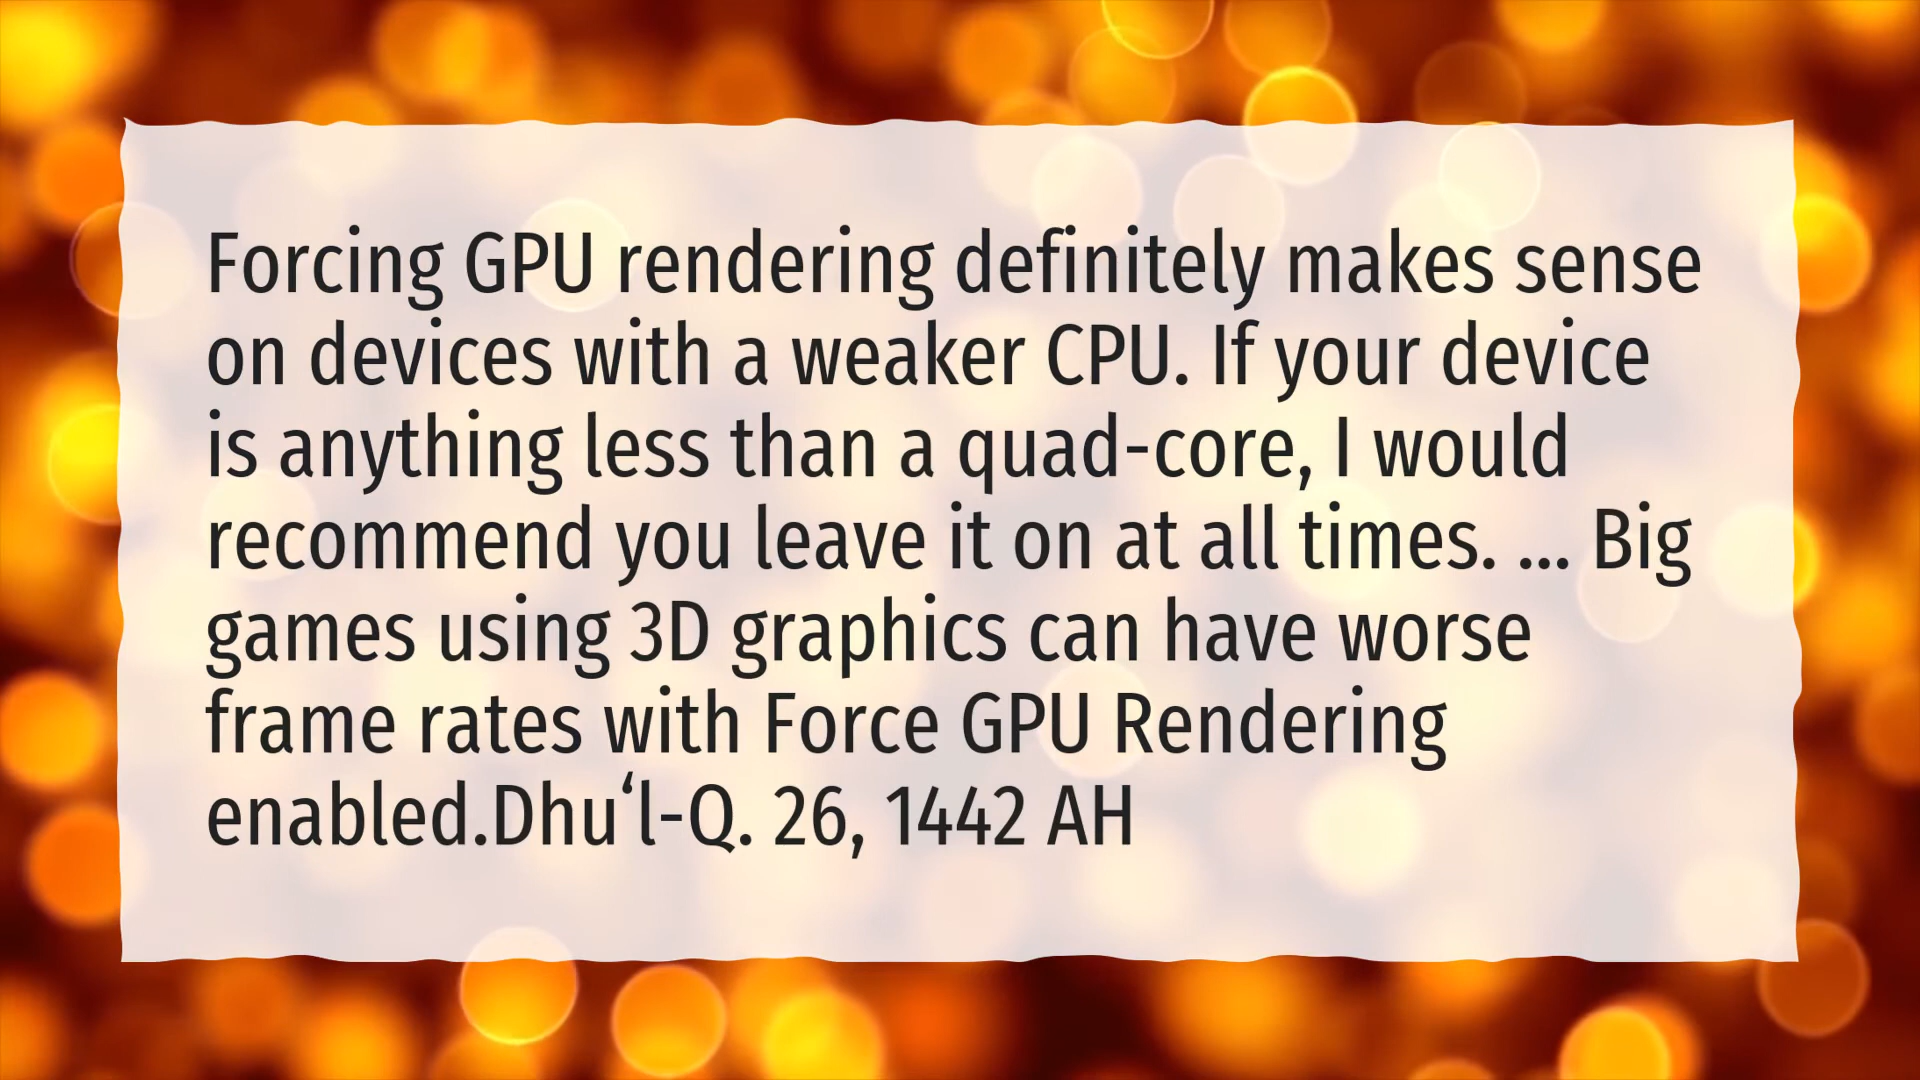 Forcing GPU rendering definitely makes sense
on devices with a weaker CPU. If your device
is anything less than a quad-core, I would
recommend you leave it on at all times. ... Big
games using 3D graphics can have worse
frame rates with Force GPU Rendering
enabled.Dhuʻl-Q. 26, 1442 AH